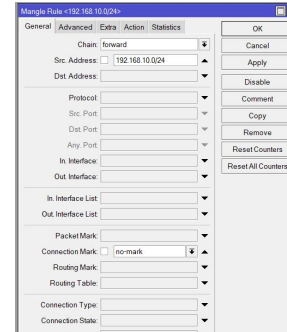 Mangle Rule <192.168.10.0/24>
General Advanced Extra Action Statistics
Chain: forward
Src. Address: 192.168.10.0/24
Dst. Address:
Protocol:
Src. Port:
Dst. Port:
Any. Port:
In. Interface:
Out. Interface:
In. Interface List:
Out. Interface List:
Packet Mark:
Connection Mark: no-mark
Routing Mark:
Routing Table:
Connection Type:
Connection State:
OK
Cancel
Apply
Disable
Comment
Copy
Remove
Reset Counters
Reset All Counters